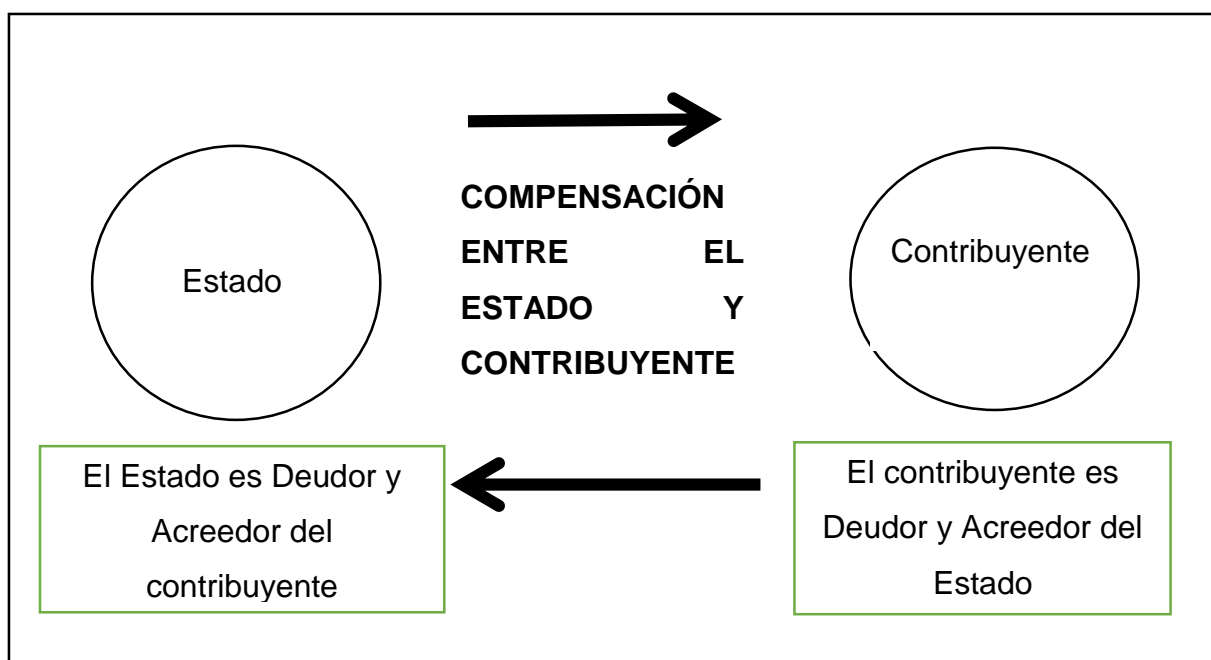 COMPENSACIÓN
ENTRE EL
ESTADO Y
CONTRIBUYENTE
Estado
Contribuyente
El Estado es Deudor y
Acreedor del
contribuyente
El contribuyente es
Deudor y Acreedor del
Estado